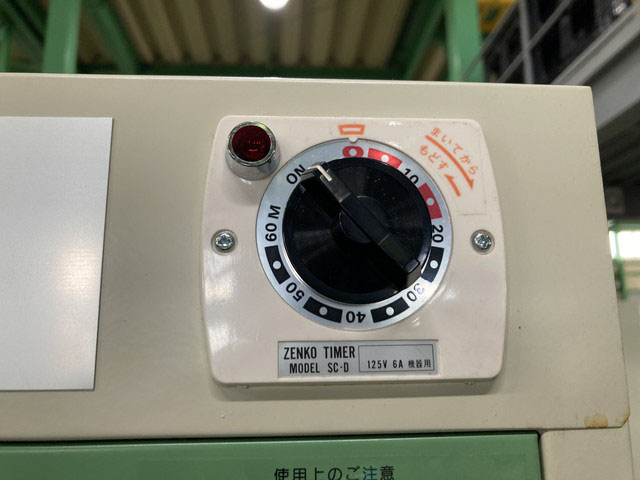 まいてから
もどす
ON
0
10
20
30
40
50
60 M
ZENKO TIMER
MODEL SC-D
125V 6A 機器用
使用上のご注意